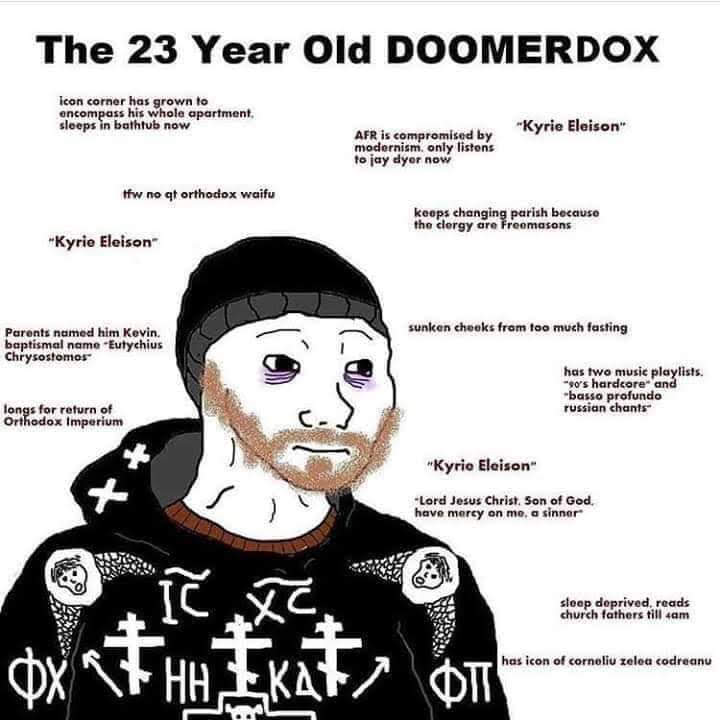 The 23 Year Old DOOMERDOX
icon corner has grown to
encompass his whole apartment.
sleeps in bathtub now
AFR is compromised by
modernism. only listens
to jay dyer now
"Kyrie Eleison"
tfw no qt orthodox waifu
keeps changing parish because
the clergy are Freemasons
"Kyrie Eleison"
sunken cheeks from too much fasting
Parents named him Kevin.
baptismal name "Eutychius
Chrysostomos"
has two music playlists.
"90's hardcore" and
"basso profundo
russian chants"
longs for return of
Orthodox Imperium
"Kyrie Eleison"
"Lord Jesus Christ. Son of God.
have mercy on me. a sinner"
sleep deprived. reads
church fathers till 4am
has icon of corneliu zelea codreanu
IC XC
ΦΧ НН КАΓ ΦΠ